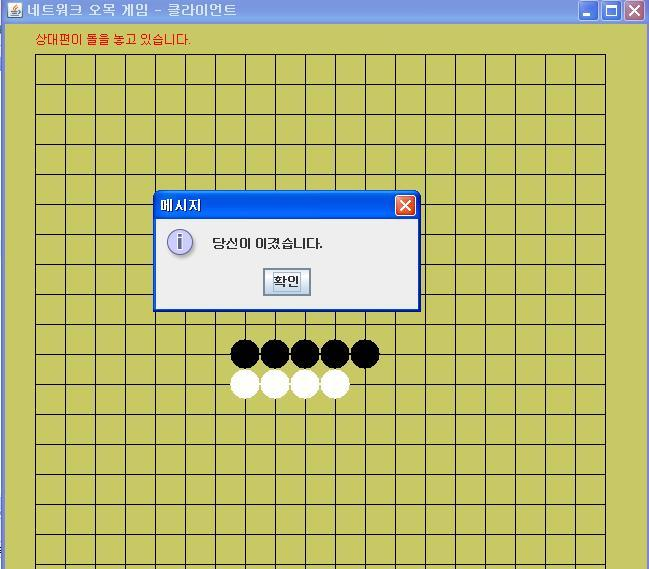 네트워크 오목 게임 - 클라이언트
상대편이 돌을 놓고 있습니다.
메시지
당신이 이겼습니다.
확인